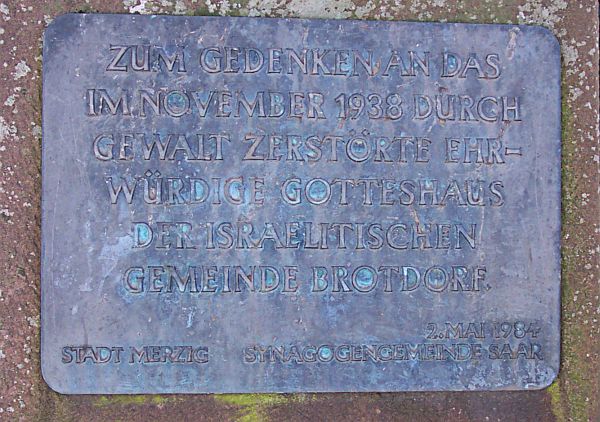 ZUM GEDENKEN AN DAS
IM NOVEMBER 1938 DURCH
GEWALT ZERSTÖRTE EHR-
WÜRDIGE GOTTESHAUS
DER ISRAELITISCHEN
GEMEINDE BROTDORF.
2. MAI 1984
STADT MERZIG SYNAGOGENGEMEINDE SAAR